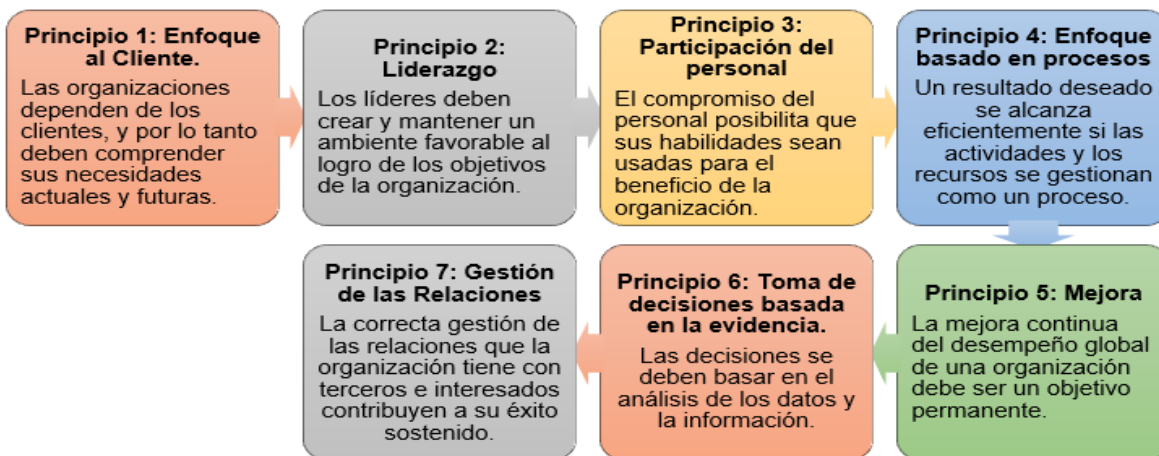 Principio 1: Enfoque
al Cliente.
Las organizaciones
dependen de los
clientes, y por lo tanto
deben comprender
sus necesidades
actuales y futuras.
Principio 2:
Liderazgo
Los líderes deben
crear y mantener un
ambiente favorable al
logro de los objetivos
de la organización.
Principio 3:
Participación del
personal
El compromiso del
personal posibilita que
sus habilidades sean
usadas para el
beneficio de la
organización.
Principio 4: Enfoque
basado en procesos
Un resultado deseado
se alcanza
eficientemente si las
actividades y los
recursos se gestionan
como un proceso.
Principio 5: Mejora
La mejora continua
del desempeño global
de una organización
debe ser un objetivo
permanente.
Principio 6: Toma de
decisiones basada
en la evidencia.
Las decisiones se
deben basar en el
análisis de los datos y
la información.
Principio 7: Gestión
de las Relaciones
La correcta gestión de
las relaciones que la
organización tiene con
terceros e interesados
contribuyen a su éxito
sostenido.